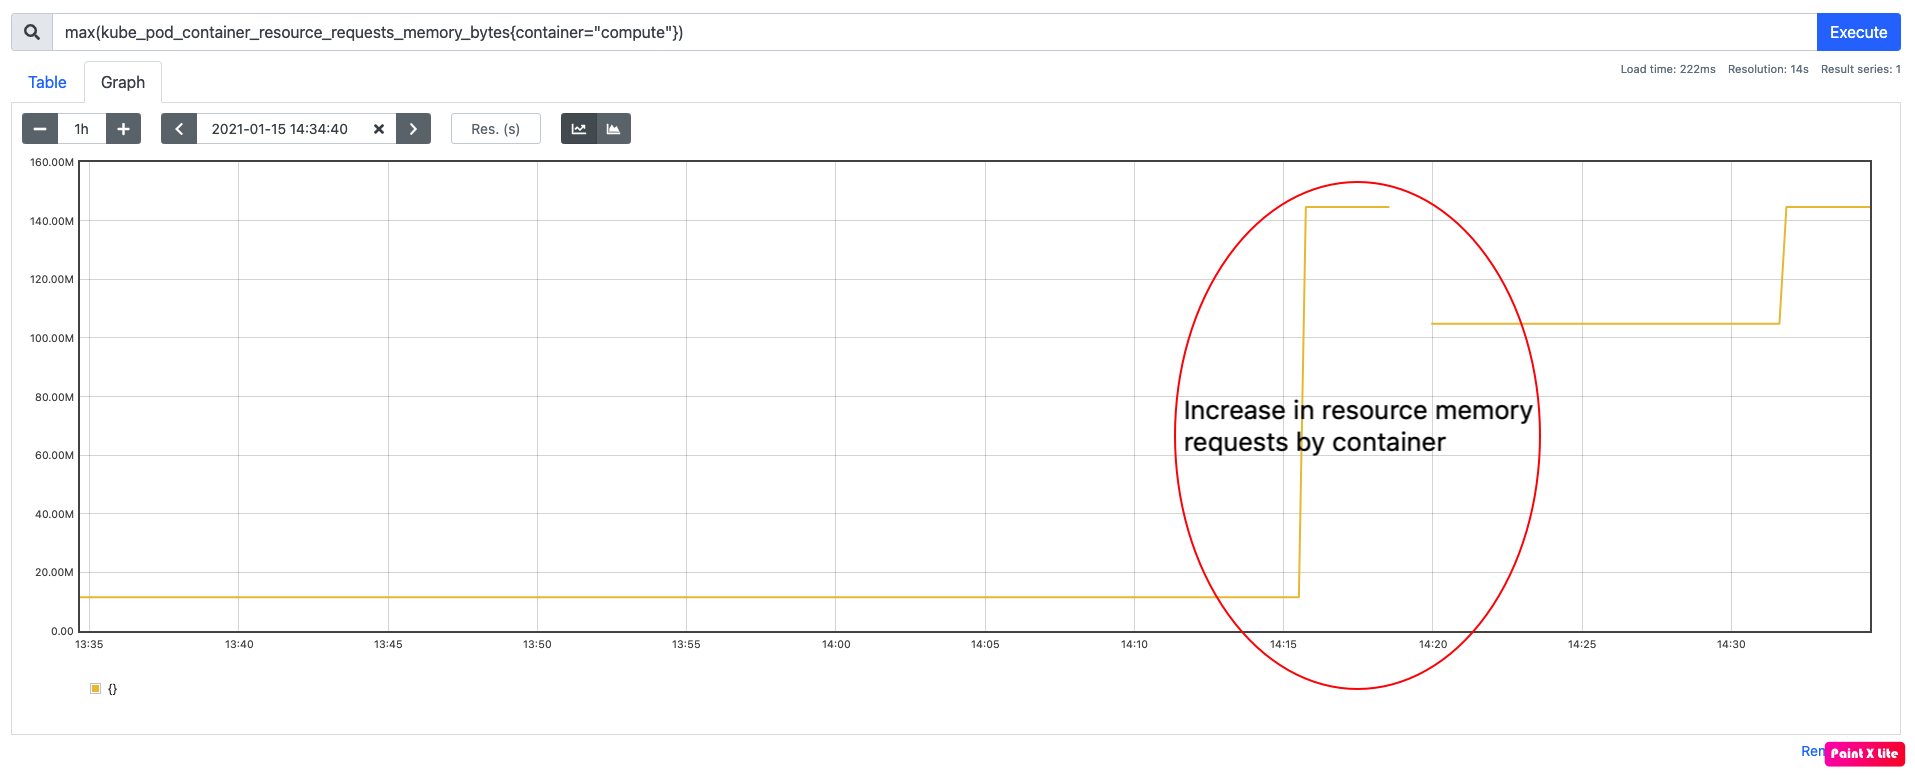 max(kube_pod_container_resource_requests_memory_bytes{container="compute"})
Execute
Load time: 222ms Resolution: 14s Result series: 1
Table
Graph
1h
2021-01-15 14:34:40
Res. (s)
160.00M
140.00M
120.00M
100.00M
80.00M
60.00M
40.00M
20.00M
0.00
Increase in resource memory
requests by container
13:35 13:40 13:45 13:50 13:55 14:00 14:05 14:10 14:15 14:20 14:25 14:30
{}
Paint X Lite